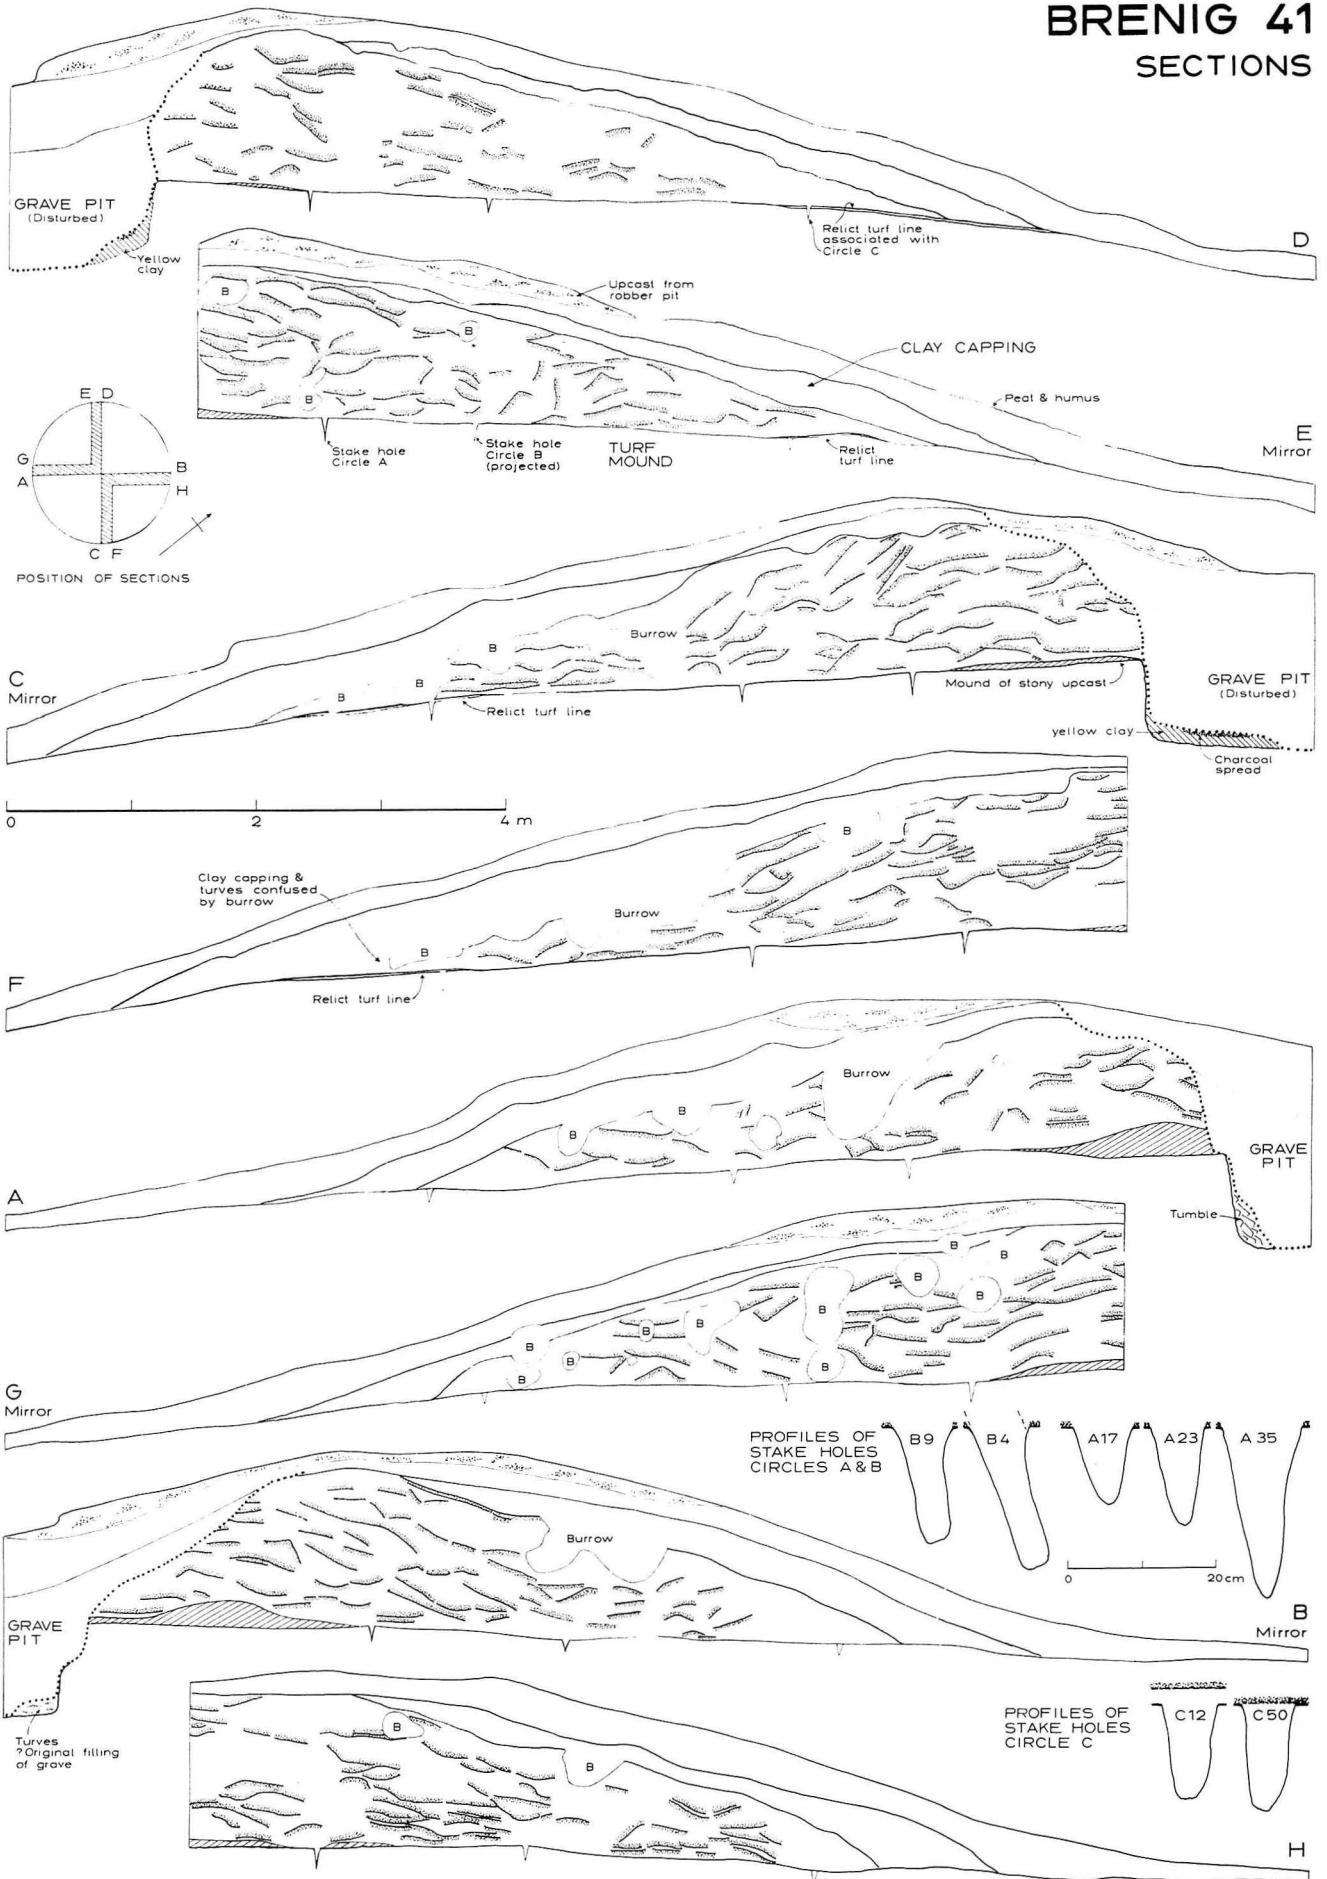 BRENIG 41
SECTIONS
GRAVE PIT
(Disturbed)
Yellow
clay
Relict turf line
associated with
Circle C
D
B
Upcast from
robber pit
B
CLAY CAPPING
B
Peat & humus
Stake hole
Circle A
Stake hole
Circle B
(projected)
TURF
MOUND
Relict
turf line
E
Mirror
E D
G
A
B
H
C F
POSITION OF SECTIONS
Burrow
B
B
B
C
Mirror
Relict turf line
Mound of stony upcast
GRAVE PIT
(Disturbed)
yellow clay
Charcoal
spread
0 2 4 m
B
Clay capping &
turves confused
by burrow
Burrow
B
F
Relict turf line
Burrow
B
B
A
GRAVE
PIT
Tumble
B
B
B
B
B
B
B
B
B
B
B
B
G
Mirror
PROFILES OF
STAKE HOLES
CIRCLES A & B
B9 B4 A17 A23 A35
0 20cm
Burrow
GRAVE
PIT
B
Mirror
Turves
?Original filling
of grave
B
B
PROFILES OF
STAKE HOLES
CIRCLE C
C12 C50
H